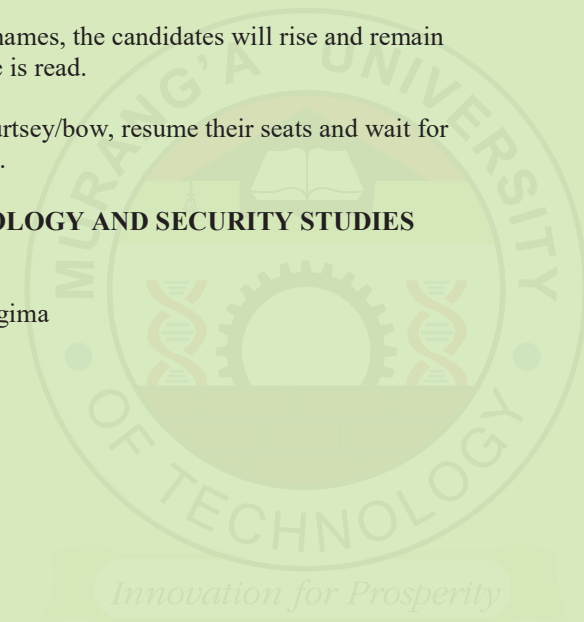 names, the candidates will rise and remain
e is read.
urtsey/bow, resume their seats and wait for
.
OLOGY AND SECURITY STUDIES
gima
MURANG'A UNIVERSITY
OF TECHNOLOGY
Innovation for Prosperity